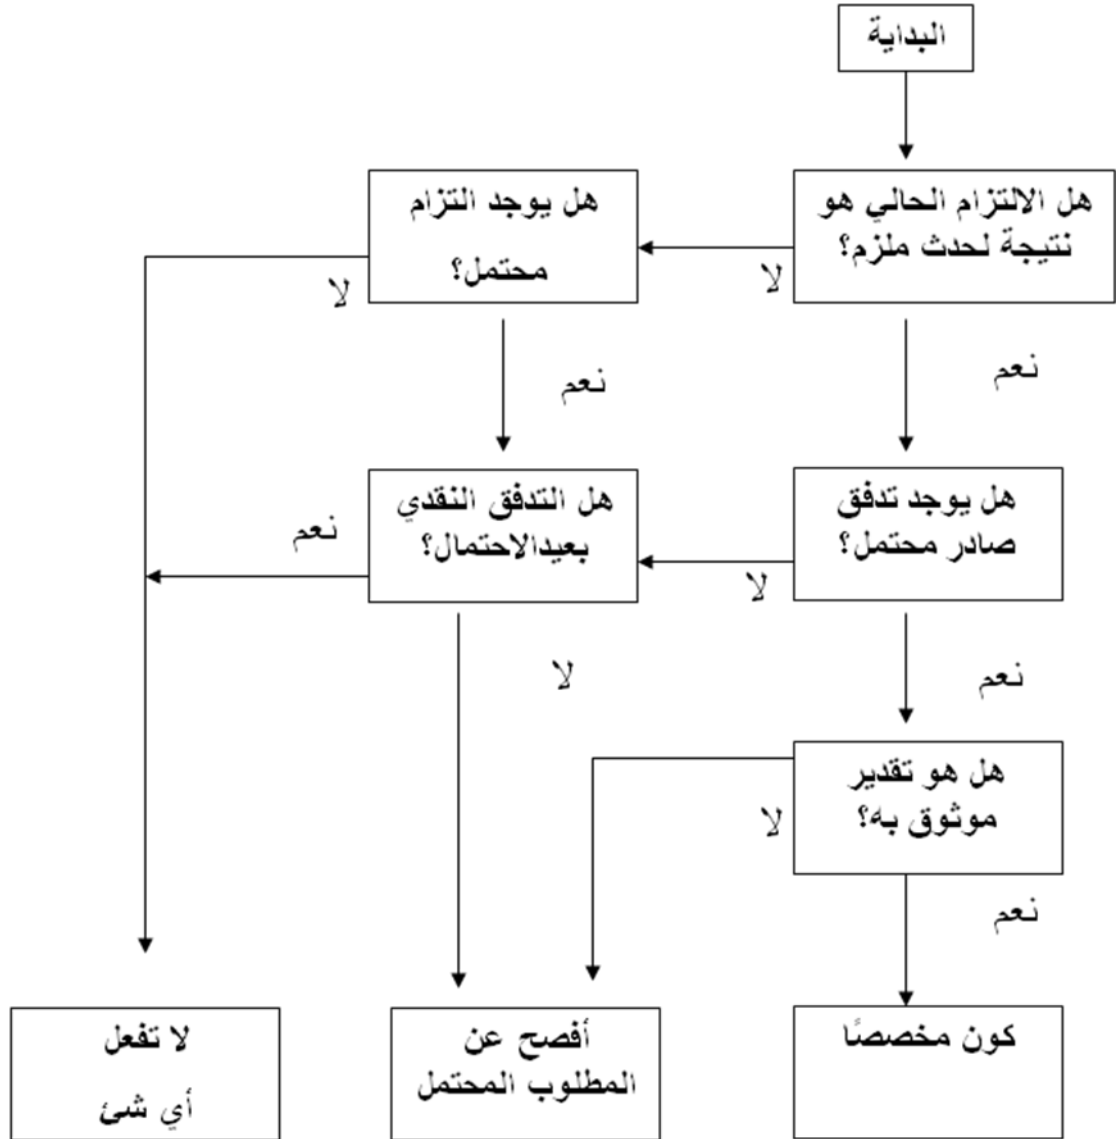 البداية
هل الالتزام الحالي هو
نتيجة لحدث ملزم؟
لا
هل يوجد التزام
محتمل؟
لا
نعم
نعم
هل يوجد تدفق
صادر محتمل؟
لا
هل التدفق النقدي
بعيدالاحتمال؟
نعم
نعم
لا
هل هو تقدير
موثوق به؟
لا
نعم
كون مخصصًا
أفصح عن
المطلوب المحتمل
لا تفعل
أي شئ